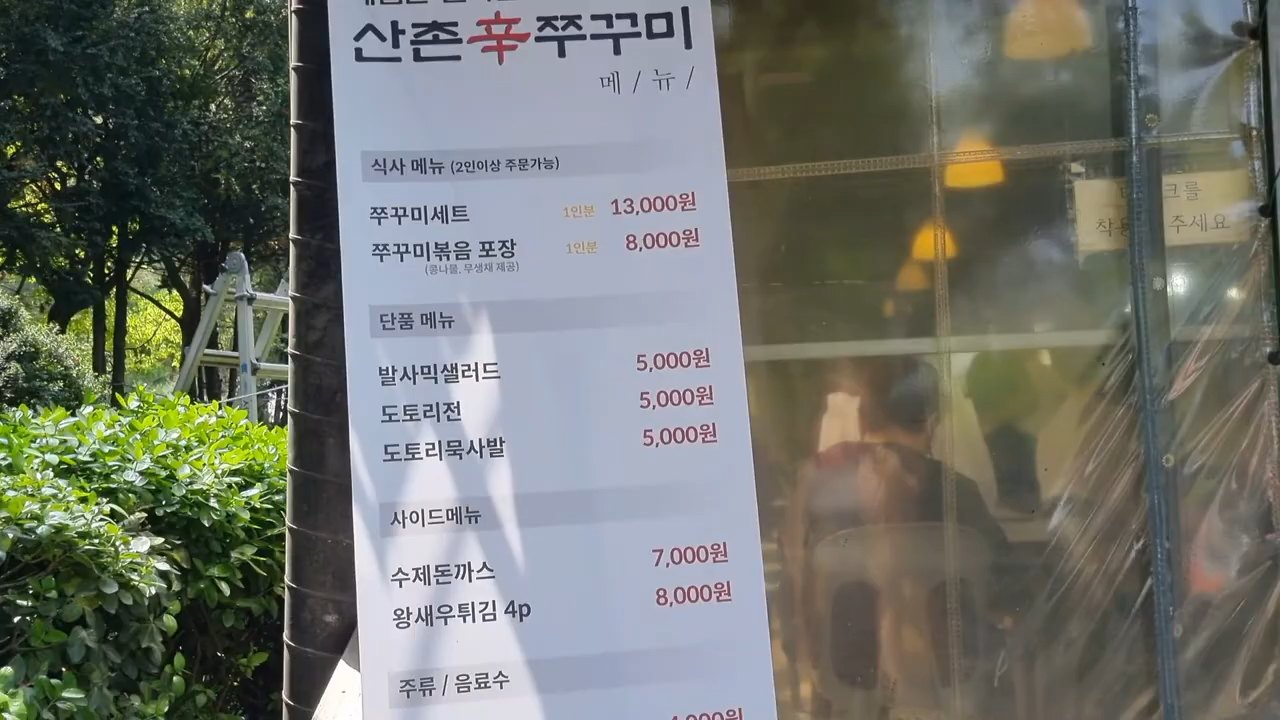 산촌辛쭈꾸미
메/뉴/
식사 메뉴 (2인이상 주문가능)
쭈꾸미세트 1인분 13,000원
쭈꾸미볶음 포장 1인분 8,000원
(콩나물, 무생채 제공)
단품 메뉴
발사믹샐러드 5,000원
도토리전 5,000원
도토리묵사발 5,000원
사이드메뉴
수제돈까스 7,000원
왕새우튀김 4p 8,000원
주류 / 음료수
주세요